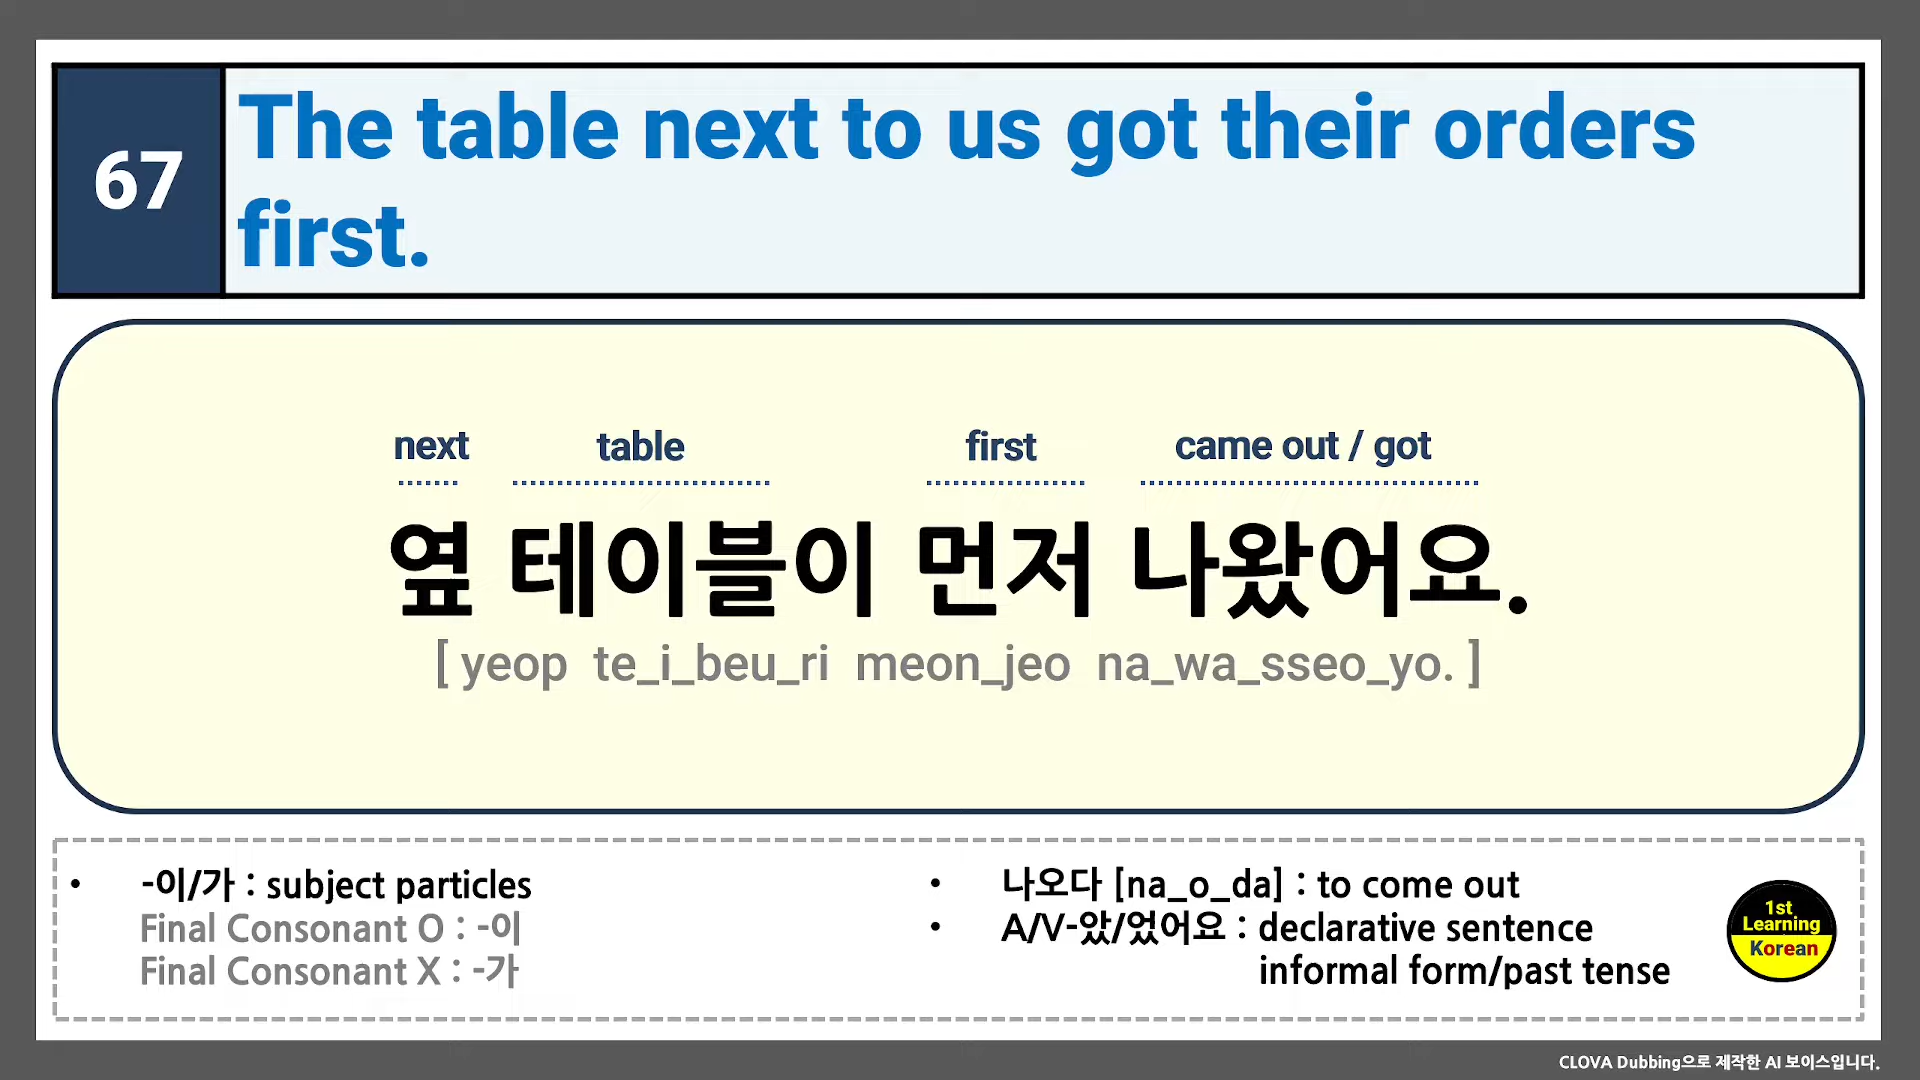 67
The table next to us got their orders
first.
next table first came out / got
옆 테이블이 먼저 나왔어요.
[ yeop te_i_beu_ri meon_jeo na_wa_sseo_yo. ]
• -이/가 : subject particles
Final Consonant O : -이
Final Consonant X : -가
• 나오다 [na_o_da] : to come out
• A/V-았/었어요 : declarative sentence
informal form/past tense
1st
Learning
Korean
CLOVA Dubbing으로 제작한 AI 보이스입니다.